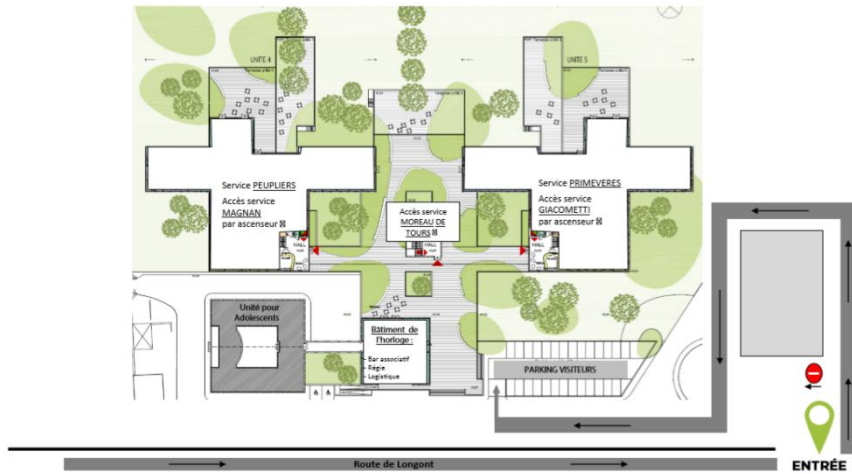 UNITE 4
UNITE 5
Service PEUPLIERS
Accès service
MAGNAN
par ascenseur
Service PRIMEVERES
Accès service
GIACOMETTI
par ascenseur
Accès service
MOREAU DE
TOURS
HALL
HALL
HALL
Unité pour
Adolescents
Bâtiment de
l'horloge :
- Bar associatif
- Régie
- Logistique
PARKING VISITEURS
Route de Longont
ENTRÉE